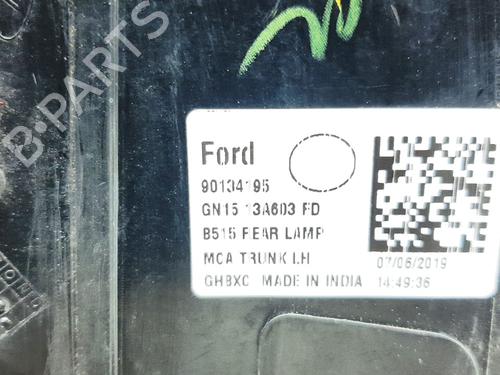 B-PARTS
Ford
90134195
GN15 13A603 FD
B515 REAR LAMP
MCA TRUNK LH
07/06/2019
GHBXC MADE IN INDIA
14:49:36